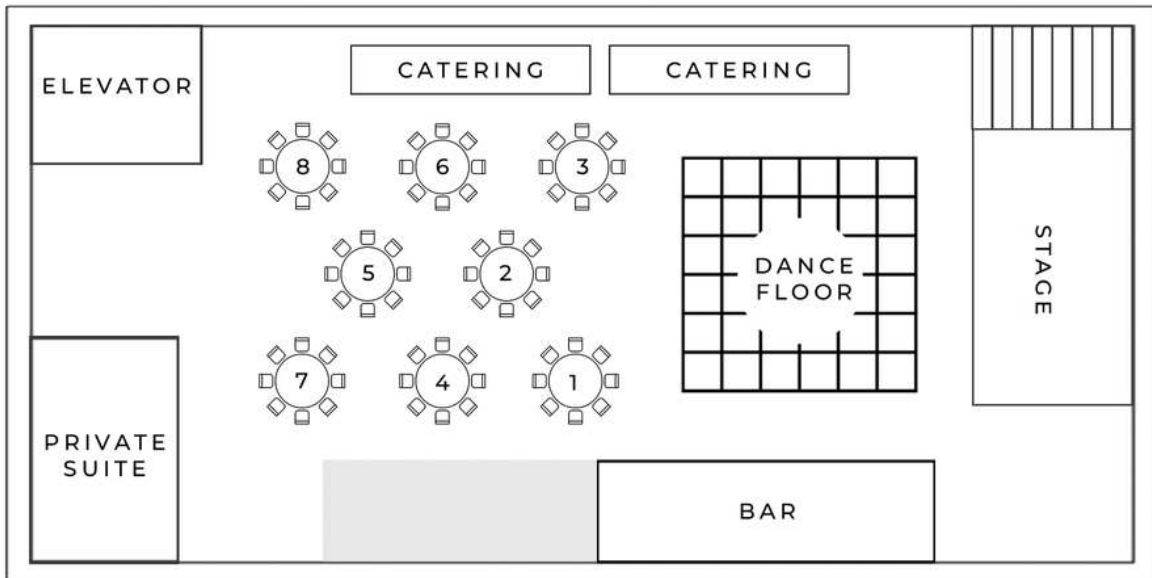 ELEVATOR
CATERING
CATERING
8
6
3
5
2
DANCE
FLOOR
STAGE
7
4
1
PRIVATE
SUITE
BAR